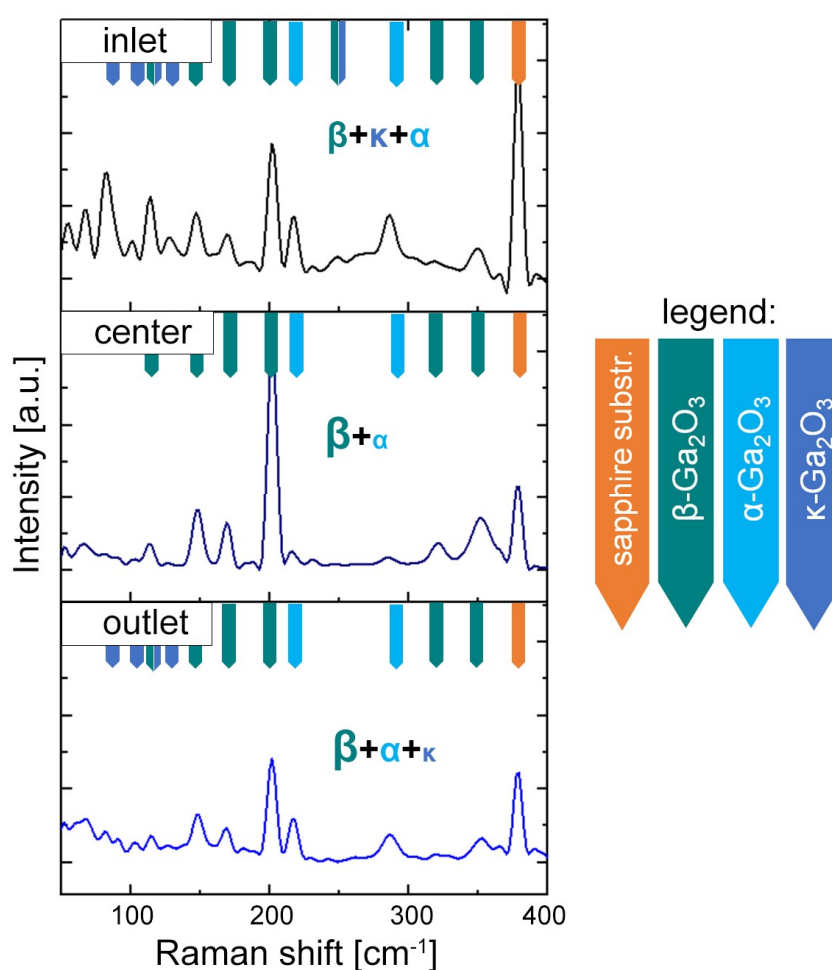 inlet
β+κ+α
center
β+α
outlet
β+α+κ
Intensity [a.u.]
100 200 300 400
Raman shift [cm⁻¹]
legend:
sapphire substr.
β-Ga₂O₃
α-Ga₂O₃
κ-Ga₂O₃